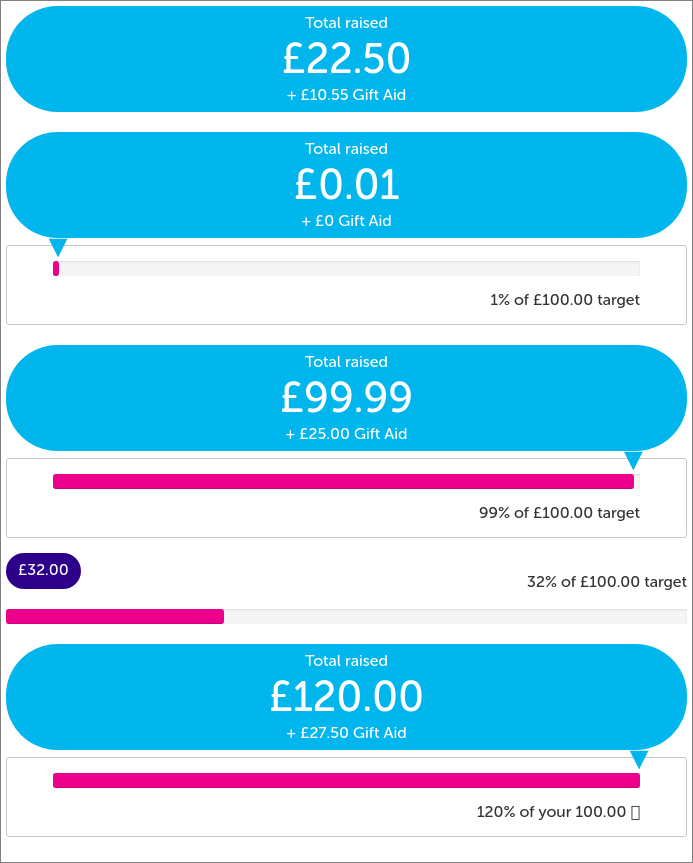 Total raised
£22.50
+ £10.55 Gift Aid
Total raised
£0.01
+ £0 Gift Aid
1% of £100.00 target
Total raised
£99.99
+ £25.00 Gift Aid
99% of £100.00 target
£32.00
32% of £100.00 target
Total raised
£120.00
+ £27.50 Gift Aid
120% of your 100.00